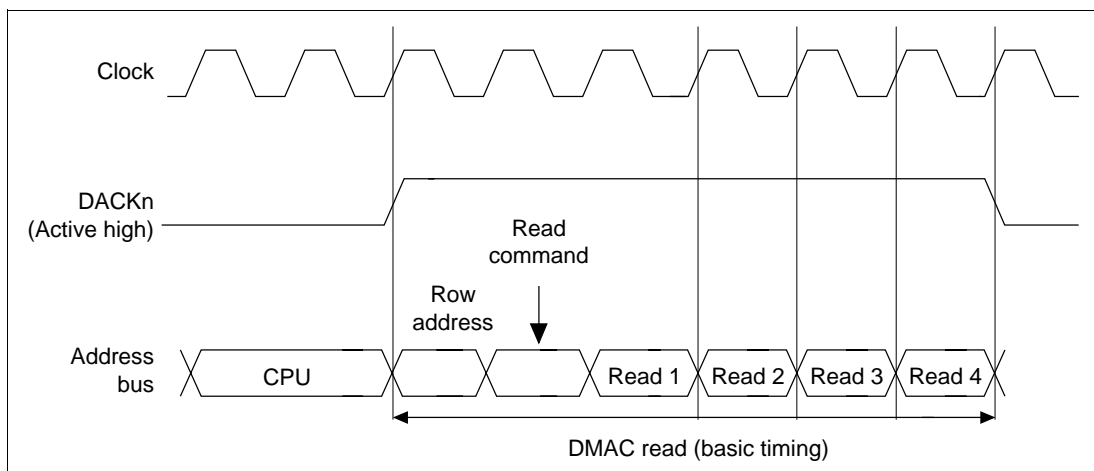 Clock
DACKn
(Active high)
Read
command
Row
address
Address
bus
CPU
Read 1
Read 2
Read 3
Read 4
DMAC read (basic timing)